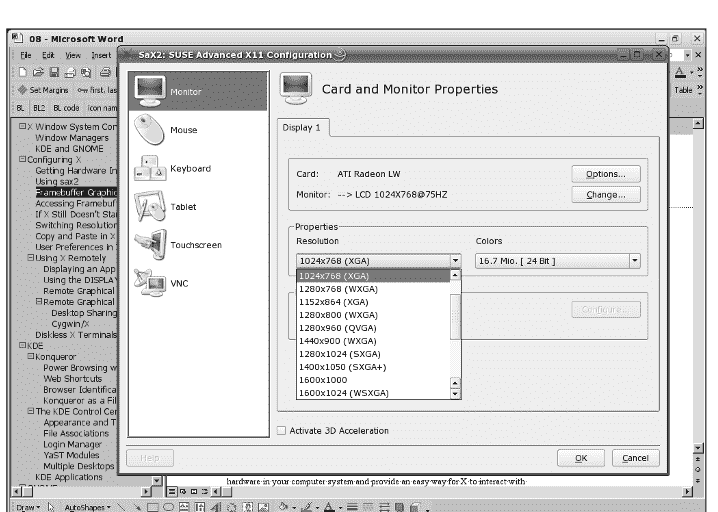 08 - Microsoft Word
File Edit View Insert
Set Margins
Table
BL BL2 BL code Icon nam
X Window System Con
Window Managers
KDE and GNOME
Configuring X
Getting Hardware In
Using sax2
Framebuffer Graphic
Accessing Framebuf
If X Still Doesn't Sta
Switching Resolution
Copy and Paste in X
User Preferences in
Using X Remotely
Displaying an App
Using the DISPLA
Remote Graphical
Remote Graphical
Desktop Sharing
Cygwin/X
Diskless X Terminals
KDE
Konqueror
Power Browsing w
Web Shortcuts
Browser Identifica
Konqueror as a Fil
The KDE Control Cen
Appearance and T
File Associations
Login Manager
YaST Modules
Multiple Desktops
KDE Applications
SaX2: SUSE Advanced X11 Configuration
Monitor
Mouse
Keyboard
Tablet
Touchscreen
VNC
Card and Monitor Properties
Display 1
Card: ATI Radeon LW
Options...
Monitor: --> LCD 1024X768@75HZ
Change...
Properties
Resolution
Colors
1024x768 (XGA)
16.7 Mio. [ 24 Bit ]
1024x768 (XGA)
1280x768 (WXGA)
1152x864 (XGA)
1280x800 (WXGA)
1280x960 (QVGA)
1440x900 (WXGA)
1280x1024 (SXGA)
1400x1050 (SXGA+)
1600x1000
1600x1024 (WSXGA)
Configure...
Activate 3D Acceleration
Help
OK
Cancel
hardware in your computer system and provide an easy way for X to interact with
Draw AutoShapes